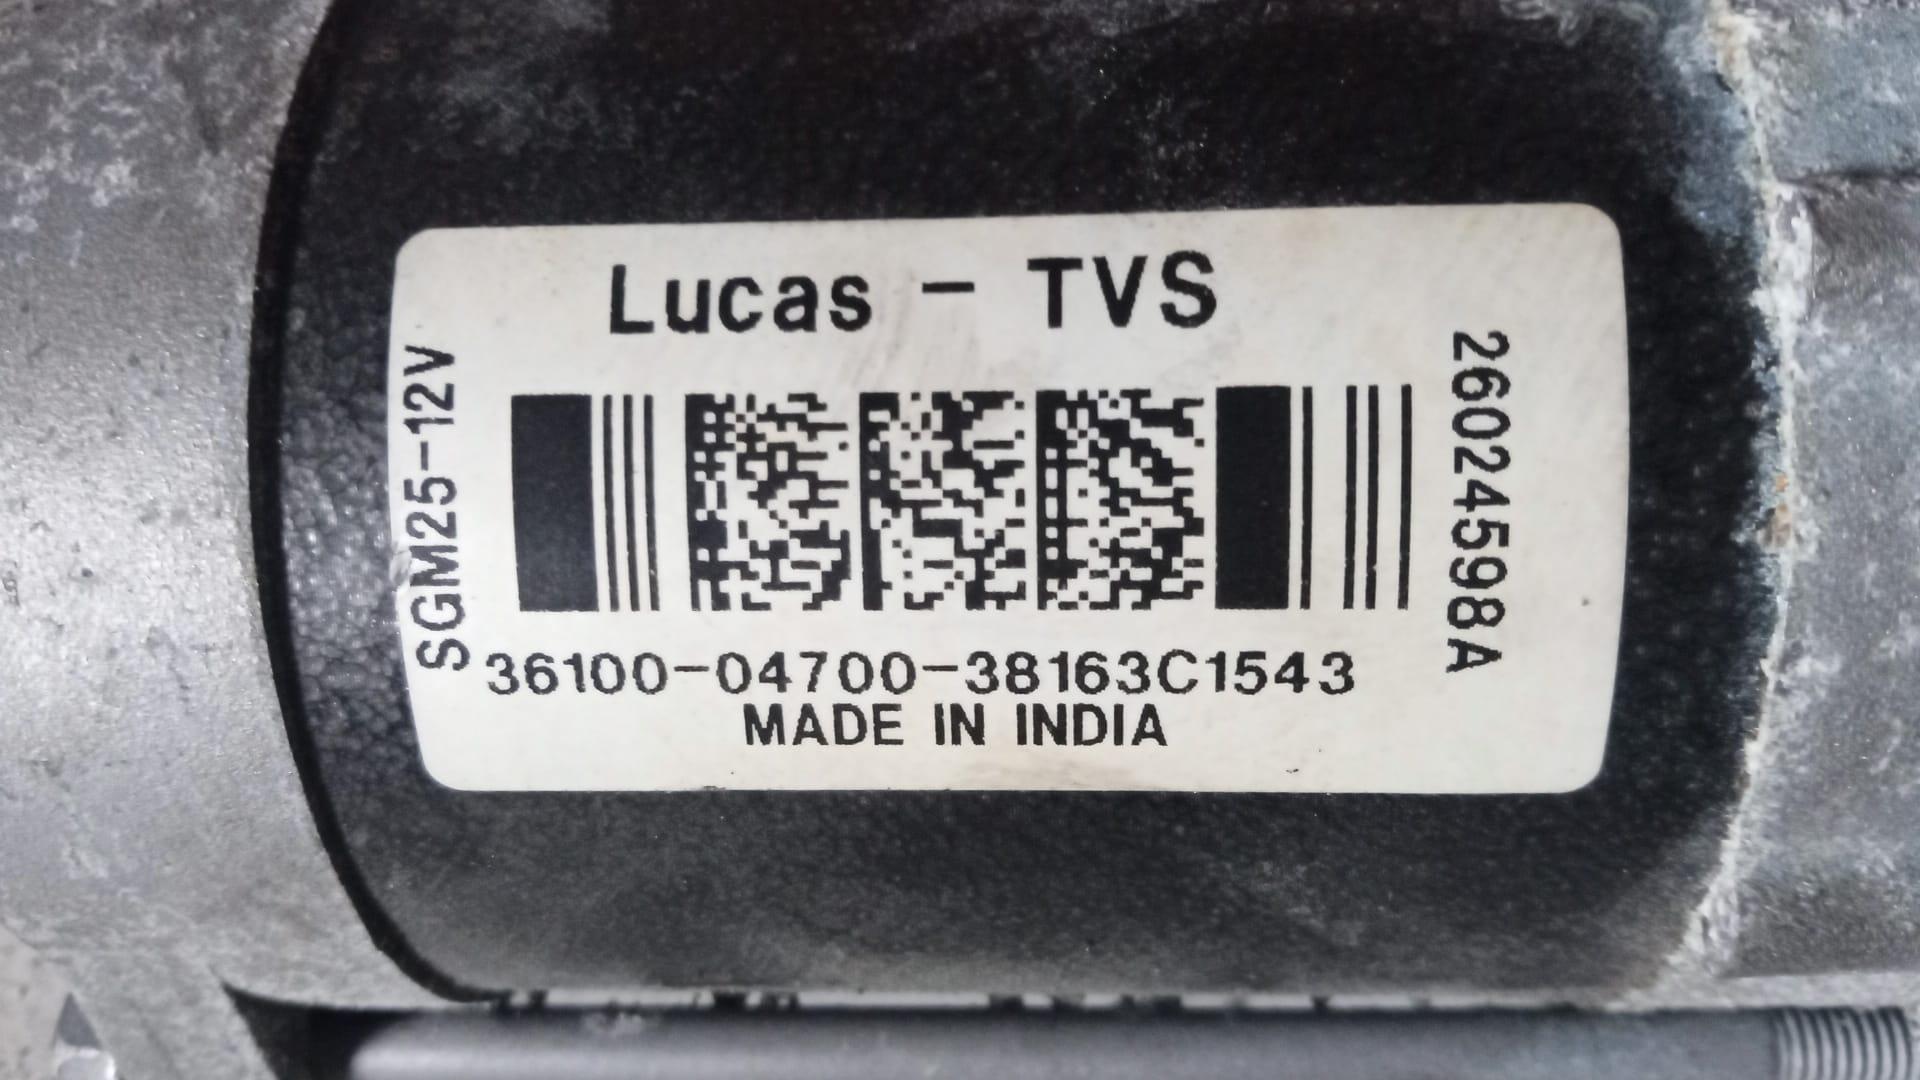 Lucas - TVS
SGM25-12V
26024598A
36100-04700-38163C1543
MADE IN INDIA